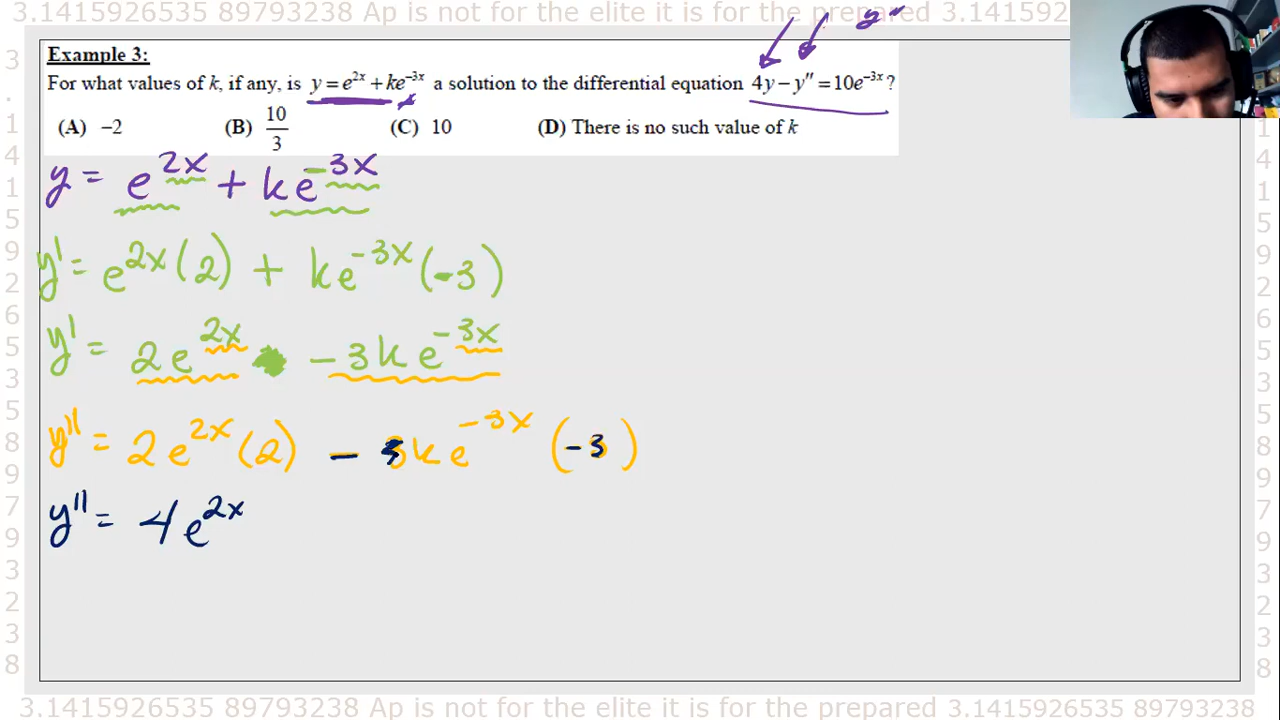 3.1415926535 89793238 Ap is not for the elite it is for the prepared 3.1415926535 89793238
Example 3:
For what values of k, if any, is y = e^{2x} + ke^{-3x} a solution to the differential equation 4y − y″ = 10e^{-3x}?
(A) −2 (B) 10/3 (C) 10 (D) There is no such value of k
y = e^{2x} + ke^{-3x}
y' = e^{2x}(2) + ke^{-3x}(-3)
y' = 2e^{2x} - 3ke^{-3x}
y'' = 2e^{2x}(2) - 3ke^{-3x}(-3)
y'' = 4e^{2x}
3.1415926535 89793238 Ap is not for the elite it is for the prepared 3.1415926535 89793238